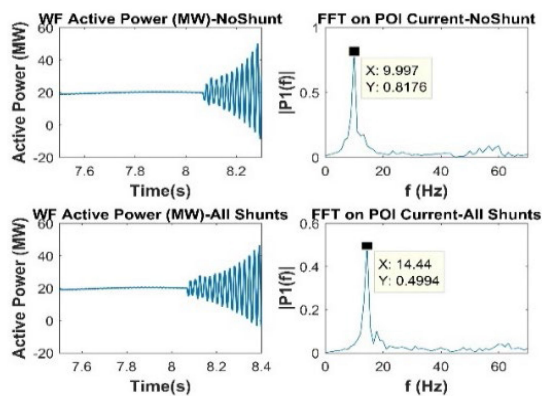 WF Active Power (MW)-NoShunt
Active Power (MW)
60
40
20
0
-20
7.6 7.8 8 8.2
Time(s)
FFT on POI Current-NoShunt
|P1(f)|
1
0.5
0
X: 9.997
Y: 0.8176
0 20 40 60
f (Hz)
WF Active Power (MW)-All Shunts
Active Power (MW)
60
40
20
0
-20
7.6 7.8 8 8.2 8.4
Time(s)
FFT on POI Current-All Shunts
|P1(f)|
0.6
0.4
0.2
0
X: 14.44
Y: 0.4994
0 20 40 60
f (Hz)